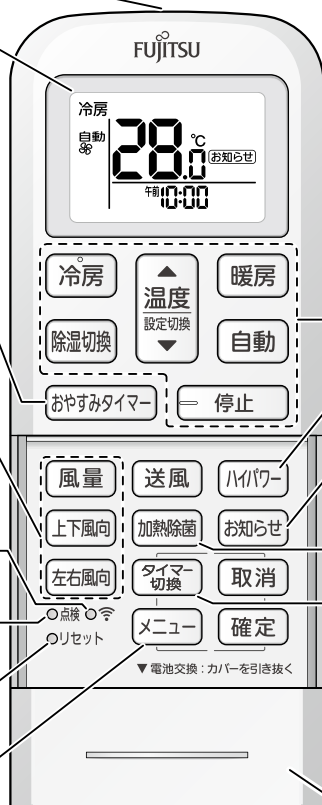 FUJITSU
冷房
自動
28.0℃
お知らせ
午前10:00
冷房
温度
設定切換
暖房
除湿切換
自動
おやすみタイマー
停止
風量
送風
ハイパワー
上下風向
加熱除菌
お知らせ
左右風向
タイマー
切換
取消
点検
リセット
メニュー
確定
▼電池交換:カバーを引き抜く